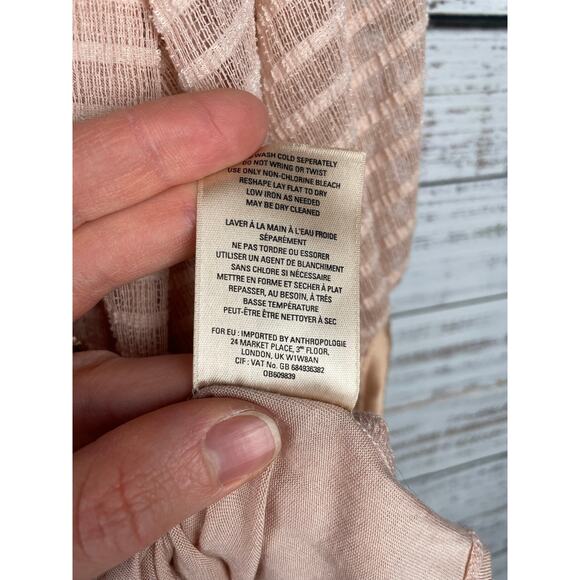 WASH COLD SEPERATELY
DO NOT WRING OR TWIST
USE ONLY NON-CHLORINE BLEACH
RESHAPE LAY FLAT TO DRY
LOW IRON AS NEEDED
MAY BE DRY CLEANED
LAVER À LA MAIN À L'EAU FROIDE
SÉPARÉMENT
NE PAS TORDRE OU ESSORER
UTILISER UN AGENT DE BLANCHIMENT
SANS CHLORE SI NÉCESSAIRE
METTRE EN FORME ET SÉCHER À PLAT
REPASSER, AU BESOIN, À TRÈS
BASSE TEMPÉRATURE
PEUT-ÊTRE ÊTRE NETTOYER À SEC
FOR EU : IMPORTED BY ANTHROPOLOGIE
24 MARKET PLACE, 3RD FLOOR,
LONDON, UK W1W8AN
CIF : VAT No. GB 684936382
OB609839